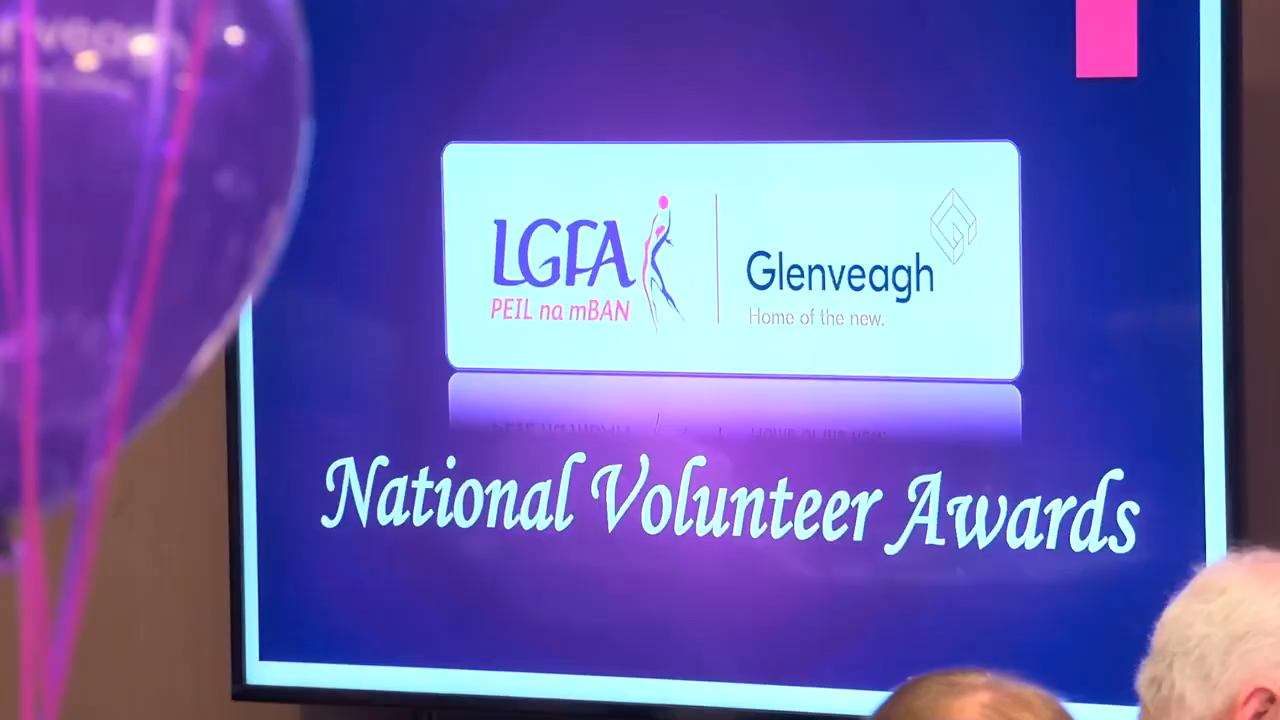 LGFA
PEIL na mBAN
Glenveagh
Home of the new.
National Volunteer Awards